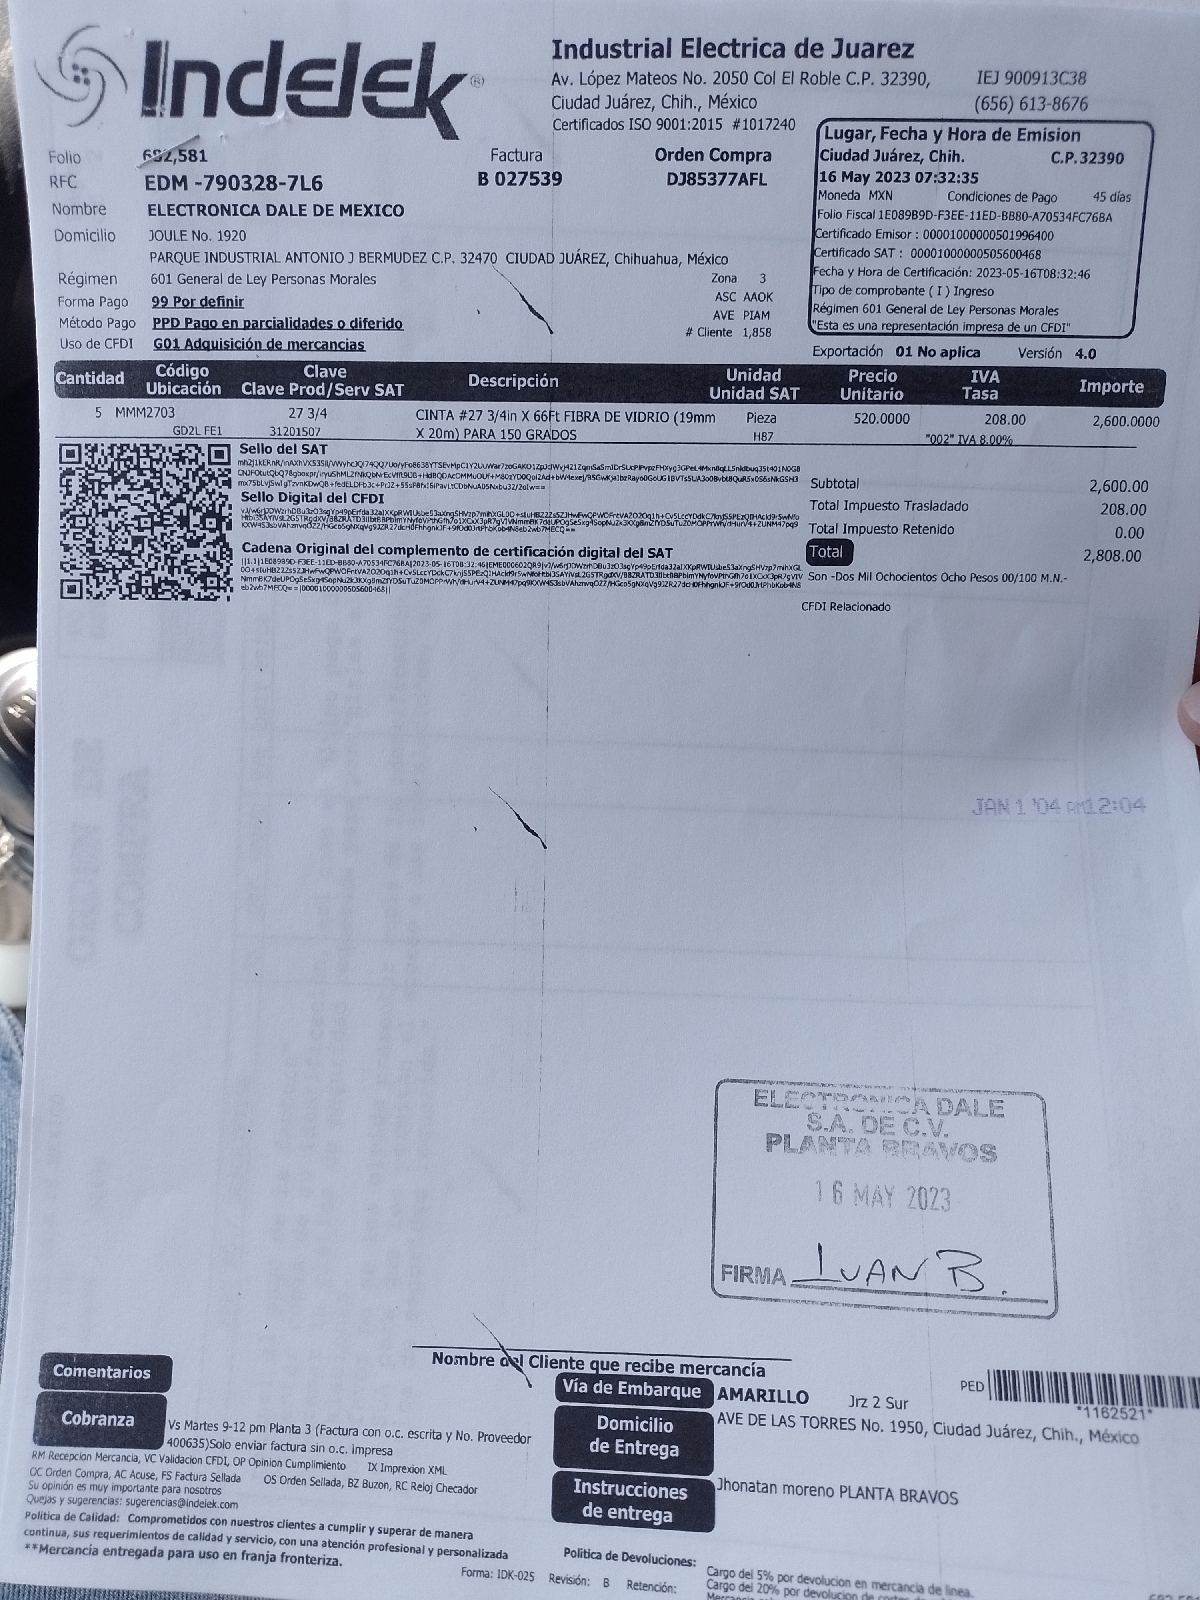 Indelek®
Industrial Electrica de Juarez
Av. López Mateos No. 2050 Col El Roble C.P. 32390, IEJ 900913C38
Ciudad Juárez, Chih., México (656) 613-8676
Certificados ISO 9001:2015 #1017240
Folio 682,581 Factura Orden Compra
RFC EDM -790328-7L6 B 027539 DJ85377AFL
Nombre ELECTRONICA DALE DE MEXICO
Domicilio JOULE No. 1920
PARQUE INDUSTRIAL ANTONIO J BERMUDEZ C.P. 32470 CIUDAD JUÁREZ, Chihuahua, México
Régimen 601 General de Ley Personas Morales Zona 3
Forma Pago 99 Por definir ASC AAOK
AVE PIAM
Método Pago PPD Pago en parcialidades o diferido
# Cliente 1,858
Uso de CFDI G01 Adquisición de mercancias
Lugar, Fecha y Hora de Emision
Ciudad Juárez, Chih. C.P. 32390
16 May 2023 07:32:35
Moneda MXN Condiciones de Pago 45 días
Folio Fiscal 1E089B9D-F3EE-11ED-BB80-A70534FC76BA
Certificado Emisor : 00001000000501996400
Certificado SAT : 00001000000505600468
Fecha y Hora de Certificación: 2023-05-16T08:32:46
Tipo de comprobante ( I ) Ingreso
Régimen 601 General de Ley Personas Morales
"Esta es una representación impresa de un CFDI"
Exportación 01 No aplica Versión 4.0
Cantidad Código Ubicación Clave Clave Prod/Serv SAT Descripción Unidad Unidad SAT Precio Unitario IVA Tasa Importe
5 MMM2703 27 3/4 CINTA #27 3/4in X 66Ft FIBRA DE VIDRIO (19mm Pieza 520.0000 208.00 2,600.0000
GD2L FE1 31201507 X 20m) PARA 150 GRADOS H87 "002" IVA 8.00%
Sello del SAT
Sello Digital del CFDI
Cadena Original del complemento de certificación digital del SAT
Subtotal 2,600.00
Total Impuesto Trasladado 208.00
Total Impuesto Retenido 0.00
Total 2,808.00
Son -Dos Mil Ochocientos Ocho Pesos 00/100 M.N.-
CFDI Relacionado
JAN 1 '04 AM 12:04
ELECTRONICA DALE
S.A. DE C.V.
PLANTA BRAVOS
16 MAY 2023
FIRMA IVAN B.
Nombre del Cliente que recibe mercancía
Comentarios
Cobranza
Vs Martes 9-12 pm Planta 3 (Factura con o.c. escrita y No. Proveedor
400635)Solo enviar factura sin o.c. impresa
RM Recepcion Mercancia, VC Validacion CFDI, OP Opinion Cumplimiento IX Imprexion XML
OC Orden Compra, AC Acuse, FS Factura Sellada OS Orden Sellada, BZ Buzon, RC Reloj Checador
Su opinión es muy importante para nosotros
Quejas y sugerencias: sugerencias@indelek.com
Política de Calidad: Comprometidos con nuestros clientes a cumplir y superar de manera
continua, sus requerimientos de calidad y servicio, con una atención profesional y personalizada
**Mercancía entregada para uso en franja fronteriza.
Vía de Embarque AMARILLO Jrz 2 Sur
PED *1162521*
Domicilio de Entrega AVE DE LAS TORRES No. 1950, Ciudad Juárez, Chih., México
Instrucciones de entrega Jhonatan moreno PLANTA BRAVOS
Forma: IDK-025 Revisión: B Retención:
Política de Devoluciones: Cargo del 5% por devolucion en mercancia de linea.
Cargo del 20% por devolucion de